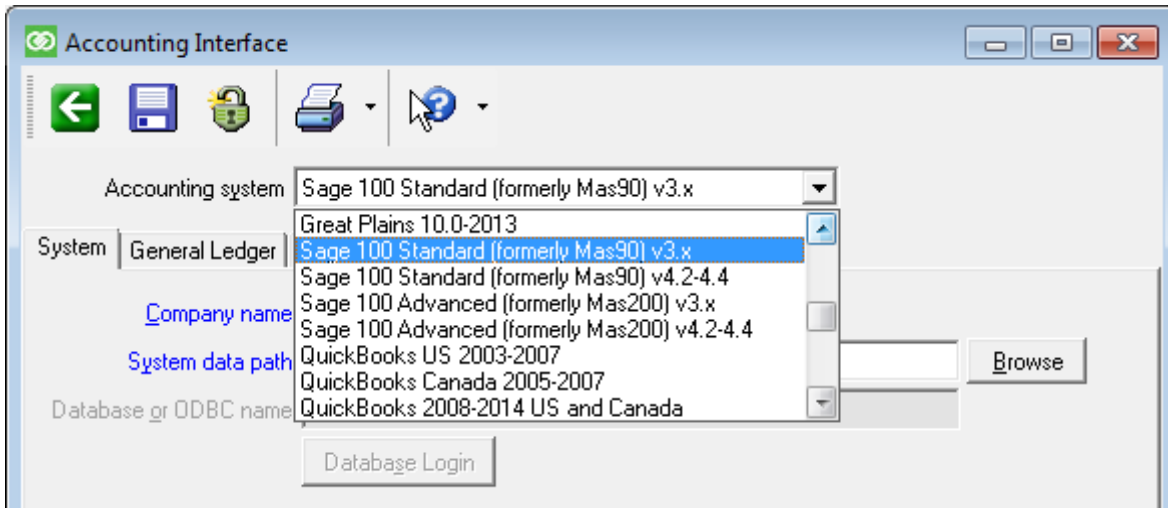 Accounting Interface
Accounting system Sage 100 Standard (formerly Mas90) v3.x
Great Plains 10.0-2013
System General Ledger Sage 100 Standard (formerly Mas90) v3.x
Sage 100 Standard (formerly Mas90) v4.2-4.4
Company name Sage 100 Advanced (formerly Mas200) v3.x
Sage 100 Advanced (formerly Mas200) v4.2-4.4
System data path QuickBooks US 2003-2007 Browse
QuickBooks Canada 2005-2007
Database or ODBC name QuickBooks 2008-2014 US and Canada
Database Login